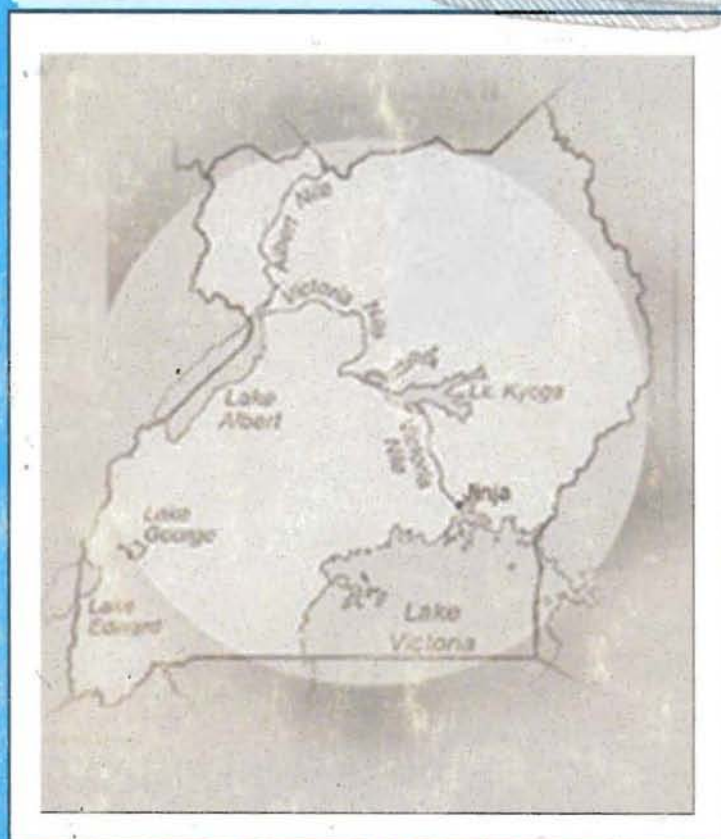 Albert Nile
Victoria Nile
Lk. Kyoga
Lake
Albert
Victoria
Nile
Jinja
Lake
George
Lake
Edward
Lake
Victoria